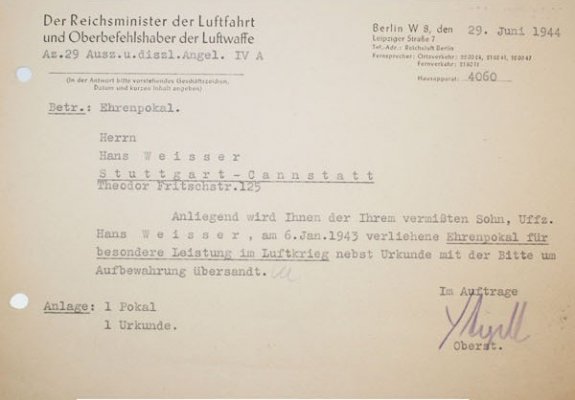 Der Reichsminister der Luftfahrt
und Oberbefehlshaber der Luftwaffe
Az.29 Ausz.u.diszl.Angel. IV A
(In der Antwort bitte vorstehendes Geschäftszeichen,
Datum und kurzen Inhalt angeben)
Berlin W 8, den 29. Juni 1944
Leipziger Straße 7
Tel.-Adr.: Reichsluft Berlin
Fernsprecher: Ortsverkehr:
Fernverkehr:
Hausapparat: 4060
Betr.: Ehrenpokal.
Herrn
Hans Weisser
Stuttgart-Cannstatt
Theodor Fritschstr.125
Anliegend wird Ihnen der Ihrem vermißten Sohn, Uffz.
Hans Weisser, am 6.Jan.1943 verliehene Ehrenpokal für
besondere Leistung im Luftkrieg nebst Urkunde mit der Bitte um
Aufbewahrung übersandt.
Im Auftrage
Oberst.
Anlage: 1 Pokal
1 Urkunde.